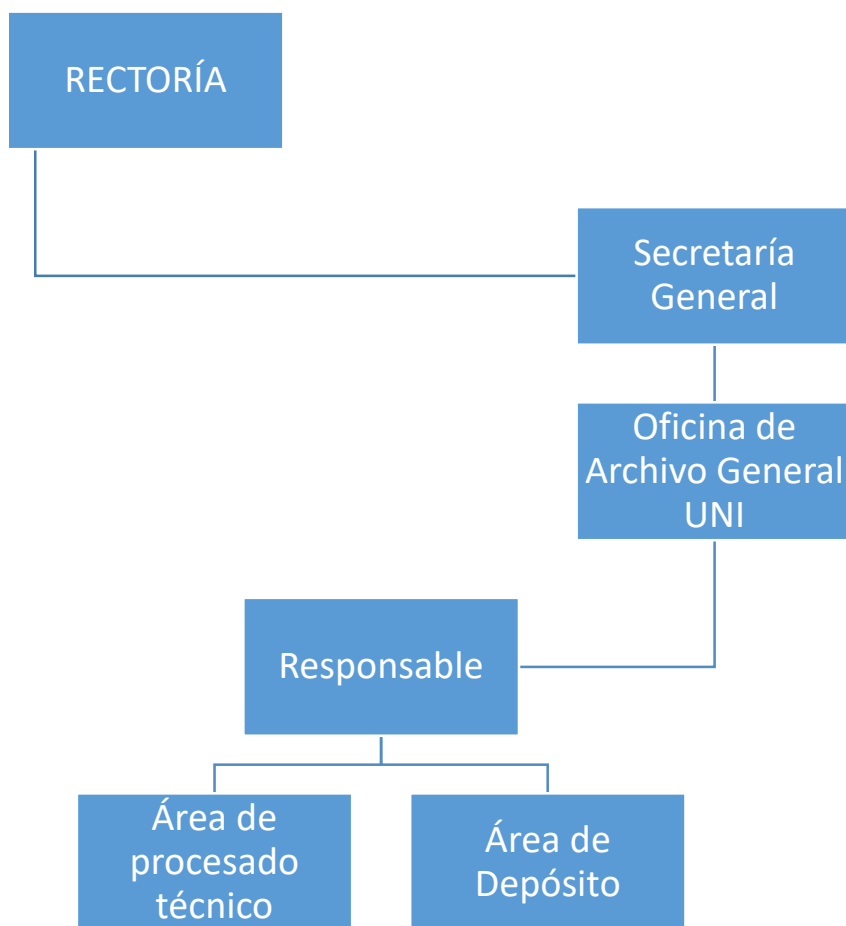 RECTORÍA
Secretaría
General
Oficina de
Archivo General
UNI
Responsable
Área de
procesado
técnico
Área de
Depósito